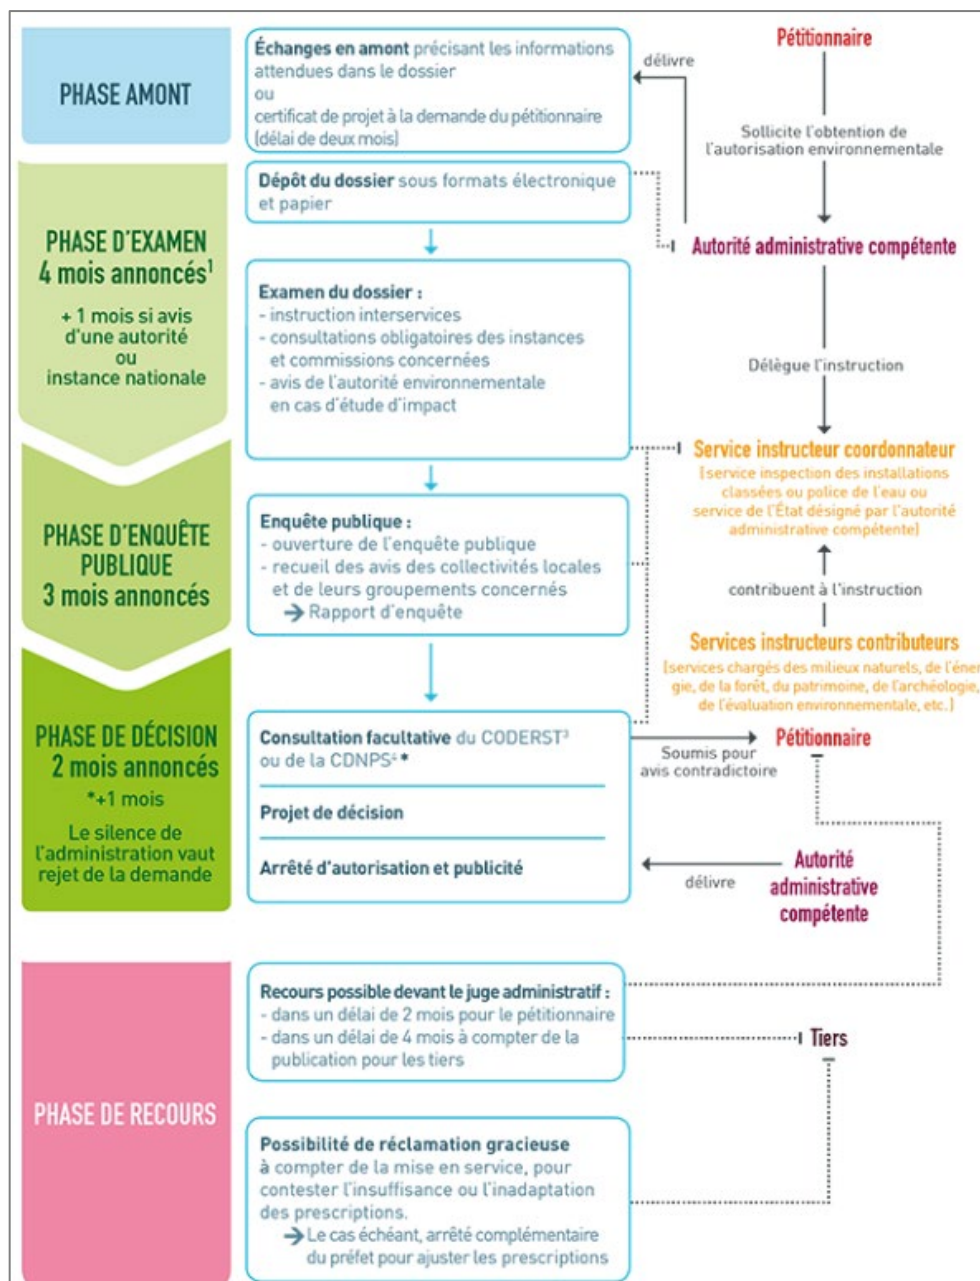 PHASE AMONT
Échanges en amont précisant les informations
attendues dans le dossier
ou
certificat de projet à la demande du pétitionnaire
(délai de deux mois)
délivre
Pétitionnaire
Sollicite l'obtention de
l'autorisation environnementale
Dépôt du dossier sous formats électronique
et papier
Autorité administrative compétente
PHASE D'EXAMEN
4 mois annoncés¹
+ 1 mois si avis
d'une autorité
ou
instance nationale
Examen du dossier :
- instruction interservices
- consultations obligatoires des instances
et commissions concernées
- avis de l'autorité environnementale
en cas d'étude d'impact
Délègue l'instruction
Service instructeur coordonnateur
(service inspection des installations
classées ou police de l'eau ou
service de l'État désigné par l'autorité
administrative compétente)
PHASE D'ENQUÊTE
PUBLIQUE
3 mois annoncés
Enquête publique :
- ouverture de l'enquête publique
- recueil des avis des collectivités locales
et de leurs groupements concernés
→ Rapport d'enquête
contribuent à l'instruction
Services instructeurs contributeurs
(services chargés des milieux naturels, de l'éner
gie, de la forêt, du patrimoine, de l'archéologie,
de l'évaluation environnementale, etc.)
PHASE DE DÉCISION
2 mois annoncés
*+1 mois
Le silence de
l'administration vaut
rejet de la demande
Consultation facultative du CODERST³
ou de la CDNPS⁴ *
Projet de décision
Arrêté d'autorisation et publicité
Soumis pour
avis contradictoire
Pétitionnaire
délivre
Autorité
administrative
compétente
PHASE DE RECOURS
Recours possible devant le juge administratif :
- dans un délai de 2 mois pour le pétitionnaire
- dans un délai de 4 mois à compter de la
publication pour les tiers
Tiers
Possibilité de réclamation gracieuse
à compter de la mise en service, pour
contester l'insuffisance ou l'inadaptation
des prescriptions.
→ Le cas échéant, arrêté complémentaire
du préfet pour ajuster les prescriptions